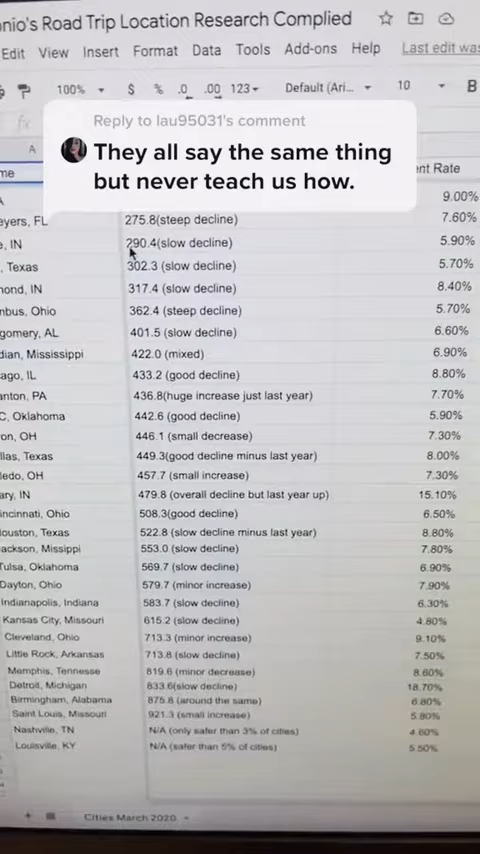 nnio's Road Trip Location Research Complied
Edit View Insert Format Data Tools Add-ons Help Last edit was
100% $ % .0 .00 123 Default (Ari... 10 B
fx
Reply to lau95031's comment
They all say the same thing
but never teach us how.
A
me ent Rate
A 9.00%
eyers, FL 275.8(steep decline) 7.60%
e, IN 290.4(slow decline) 5.90%
, Texas 302.3 (slow decline) 5.70%
mond, IN 317.4 (slow decline) 8.40%
mbus, Ohio 362.4 (steep decline) 5.70%
gomery, AL 401.5 (slow decline) 6.60%
dian, Mississippi 422.0 (mixed) 6.90%
ago, IL 433.2 (good decline) 8.80%
anton, PA 436.8(huge increase just last year) 7.70%
C, Oklahoma 442.6 (good decline) 5.90%
on, OH 446.1 (small decrease) 7.30%
llas, Texas 449.3(good decline minus last year) 8.00%
ledo, OH 457.7 (small increase) 7.30%
ary, IN 479.8 (overall decline but last year up) 15.10%
incinnati, Ohio 508.3(good decline) 6.50%
ouston, Texas 522.8 (slow decline minus last year) 8.80%
ackson, Missippi 553.0 (slow decline) 7.80%
Tulsa, Oklahoma 569.7 (slow decline) 6.90%
Dayton, Ohio 579.7 (minor increase) 7.90%
Indianapolis, Indiana 583.7 (slow decline) 6.30%
Kansas City, Missouri 615.2 (slow decline) 4.80%
Cleveland, Ohio 713.3 (minor increase) 9.10%
Little Rock, Arkansas 713.8 (slow decline) 7.50%
Memphis, Tennesse 819.6 (minor decrease) 8.60%
Detroit, Michigan 833.6(slow decline) 18.70%
Birmingham, Alabama 875.8 (around the same) 6.80%
Saint Louis, Missouri 921.3 (small increase) 5.80%
Nashville, TN N/A (only safer than 3% of cities) 4.60%
Louisville, KY N/A (safer than 5% of cities) 5.50%
Cities March 2020